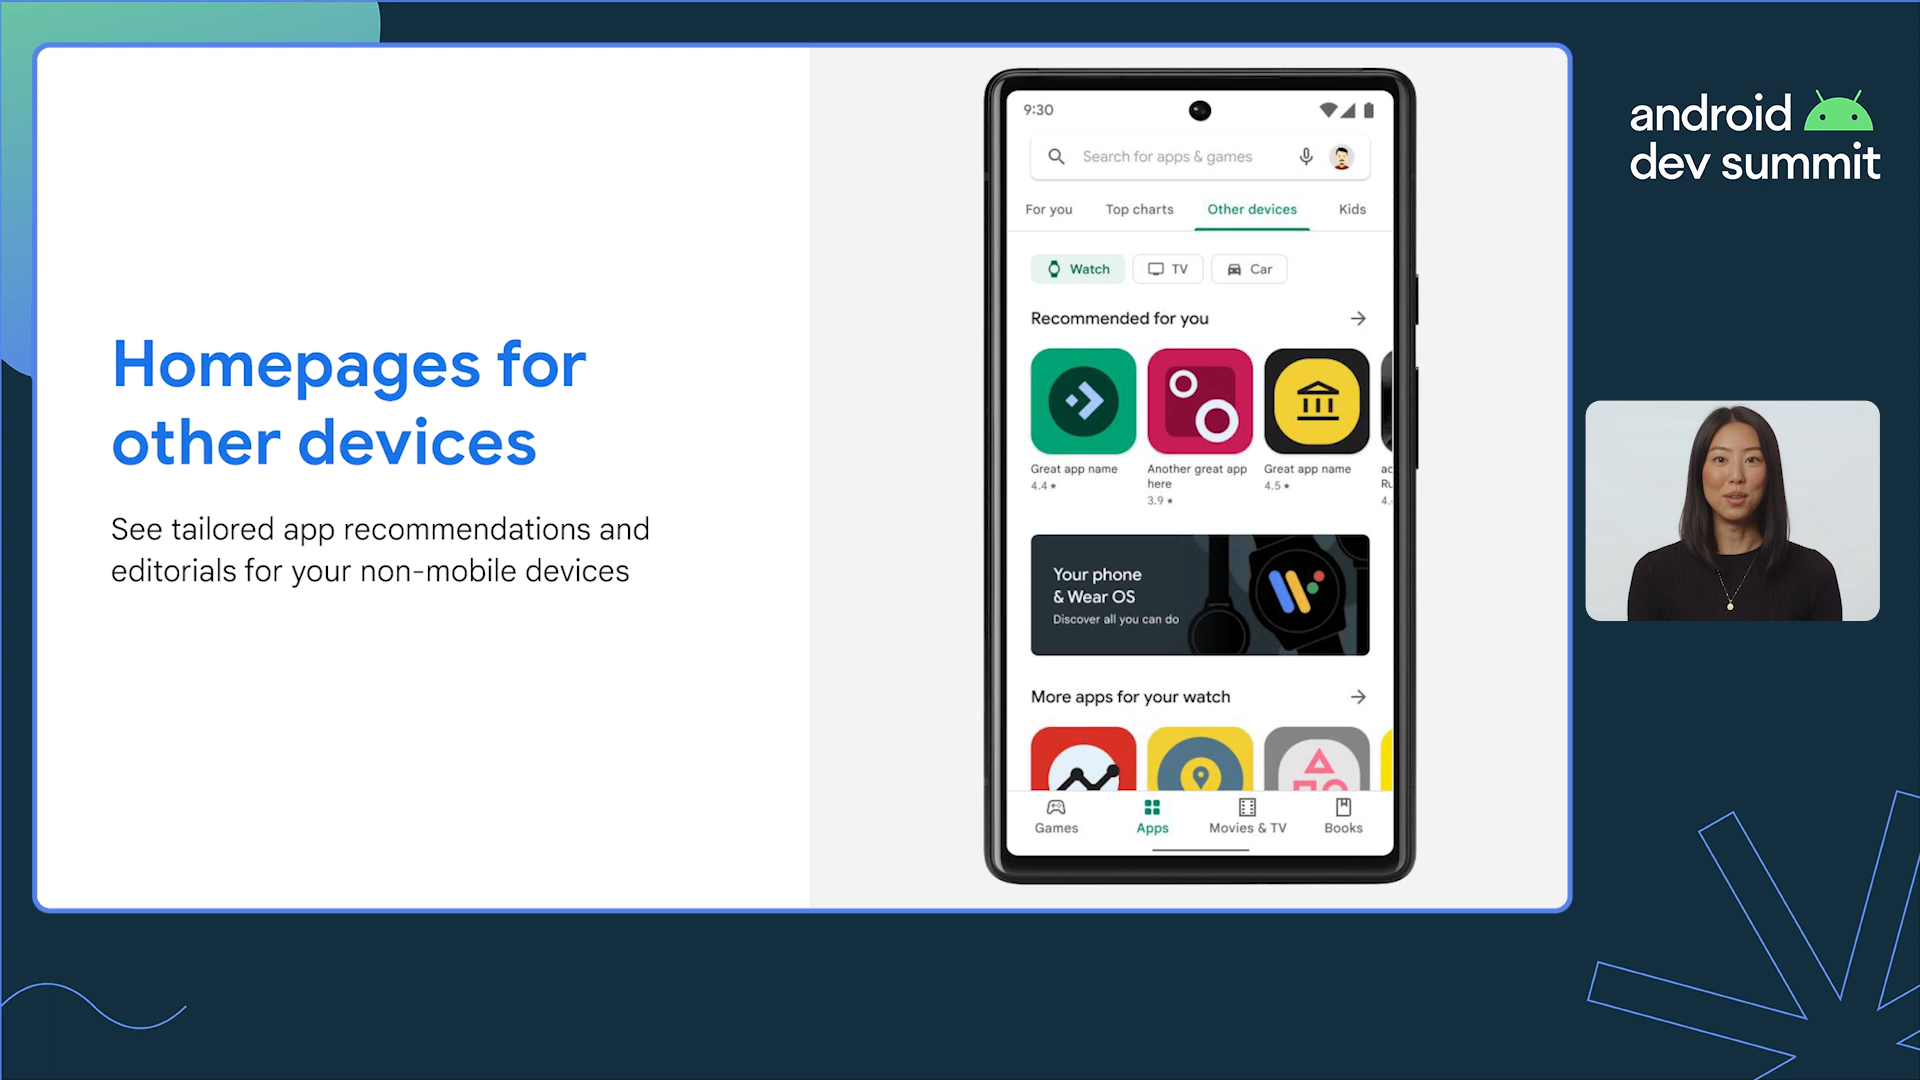 Homepages for
other devices
See tailored app recommendations and
editorials for your non-mobile devices
9:30
Search for apps & games
For you Top charts Other devices Kids
Watch TV Car
Recommended for you
Great app name
4.4 ★
Another great app
here
3.9 ★
Great app name
4.5 ★
Your phone
& Wear OS
Discover all you can do
More apps for your watch
Games Apps Movies & TV Books
android
dev summit